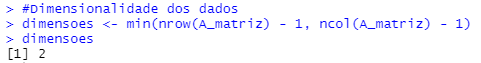 > #Dimensionalidade dos dados
> dimensoes <- min(nrow(A_matriz) - 1, ncol(A_matriz) - 1)
> dimensoes
[1] 2